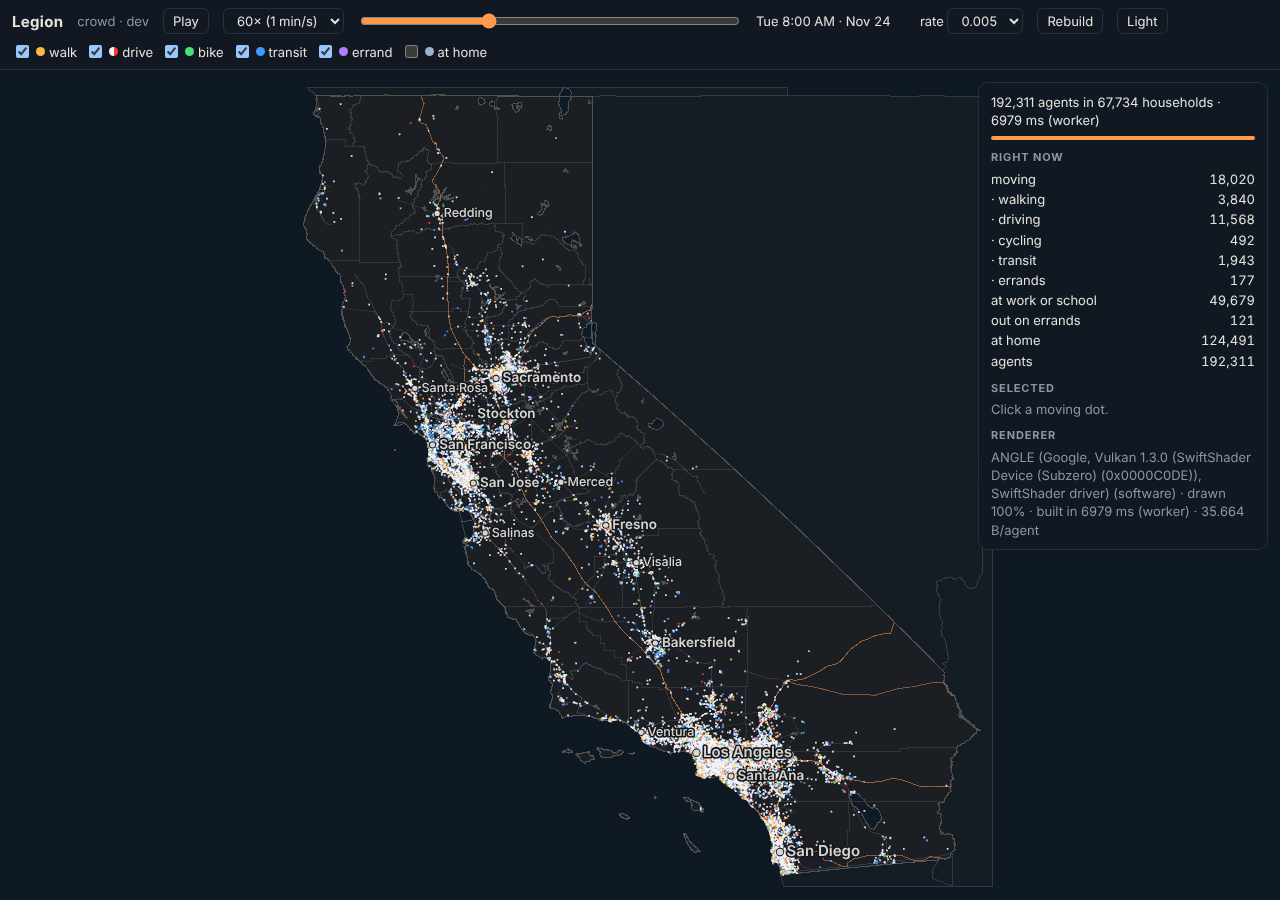 Legion crowd · dev Play 60× (1 min/s) Tue 8:00 AM · Nov 24 rate 0.005 Rebuild Light
walk drive bike transit errand at home
192,311 agents in 67,734 households ·
6979 ms (worker)
RIGHT NOW
moving 18,020
· walking 3,840
· driving 11,568
· cycling 492
· transit 1,943
· errands 177
at work or school 49,679
out on errands 121
at home 124,491
agents 192,311
SELECTED
Click a moving dot.
RENDERER
ANGLE (Google, Vulkan 1.3.0 (SwiftShader
Device (Subzero) (0x0000C0DE)),
SwiftShader driver) (software) · drawn
100% · built in 6979 ms (worker) · 35.664
B/agent
Redding
Sacramento
Santa Rosa
Stockton
San Francisco
San Jose
Merced
Fresno
Salinas
Visalia
Bakersfield
Ventura
Los Angeles
Santa Ana...
San Diego